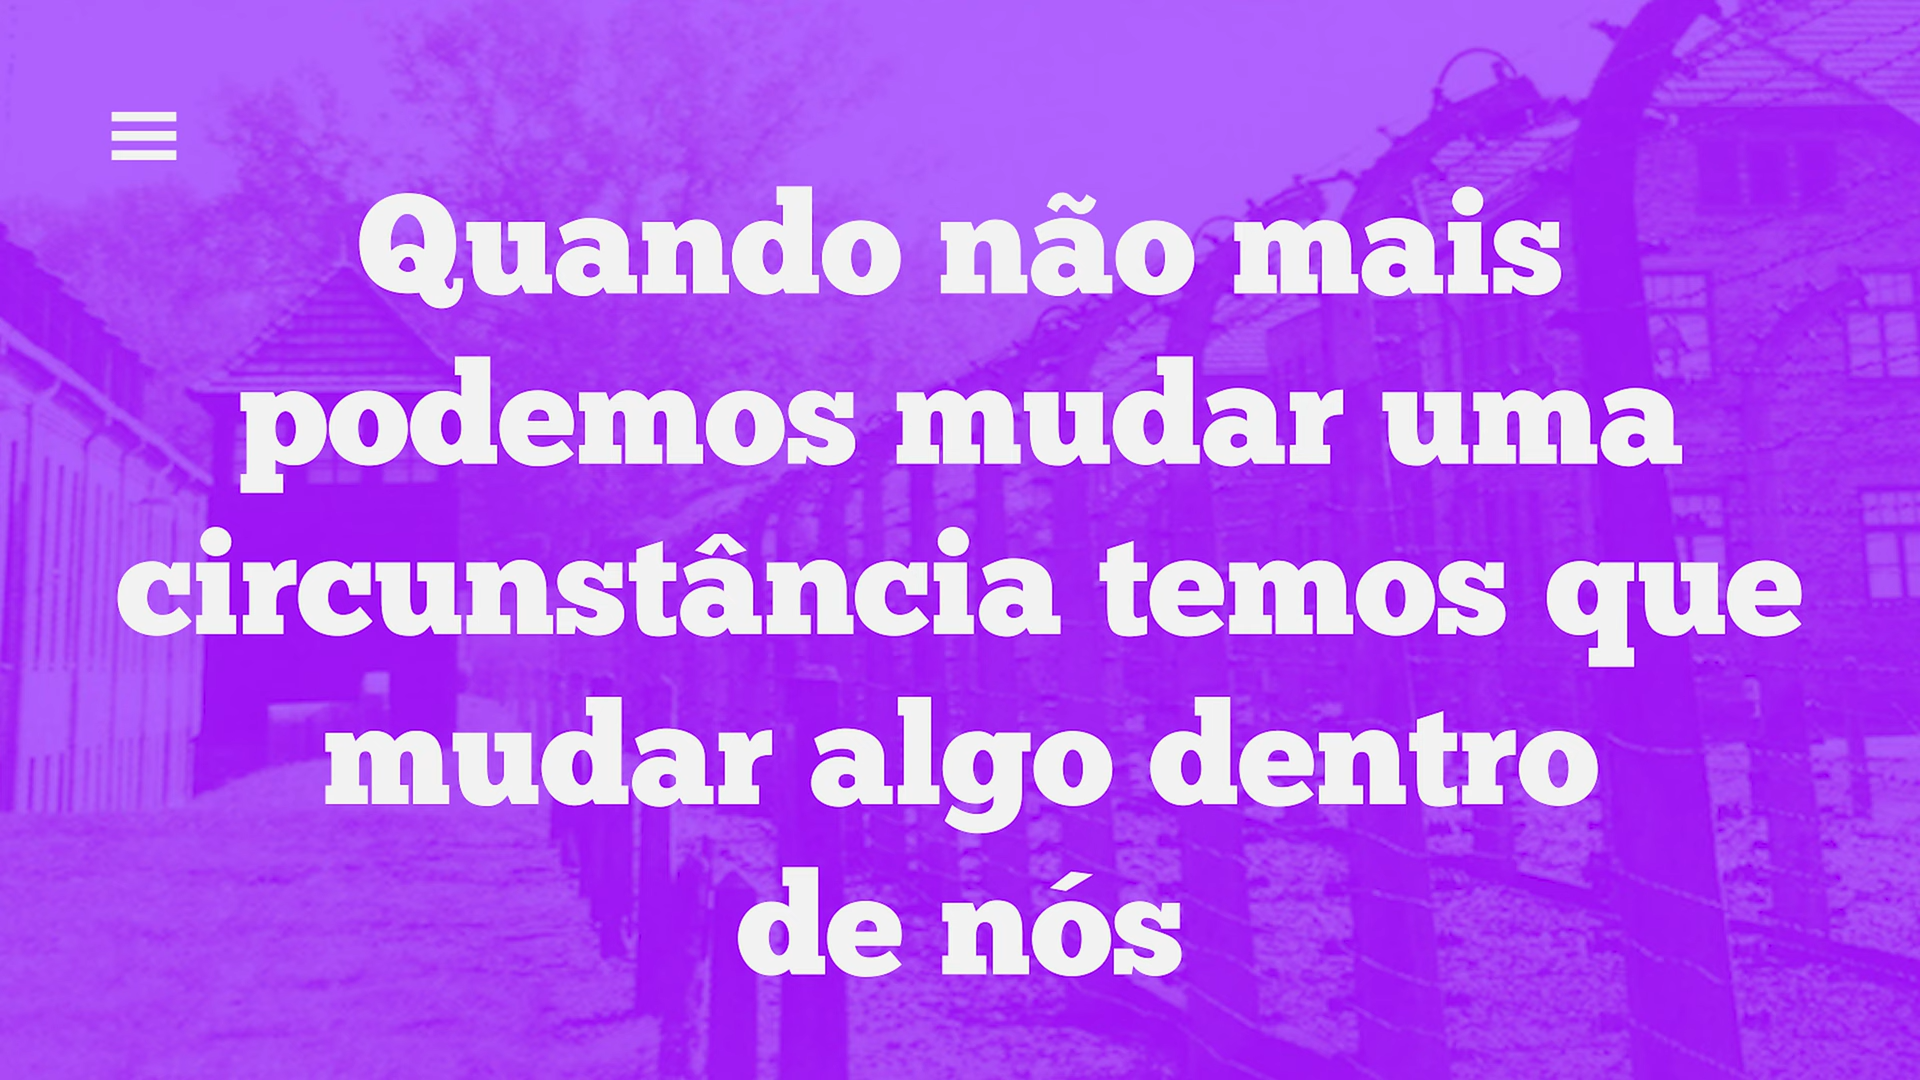 Quando não mais
podemos mudar uma
circunstância temos que
mudar algo dentro
de nós